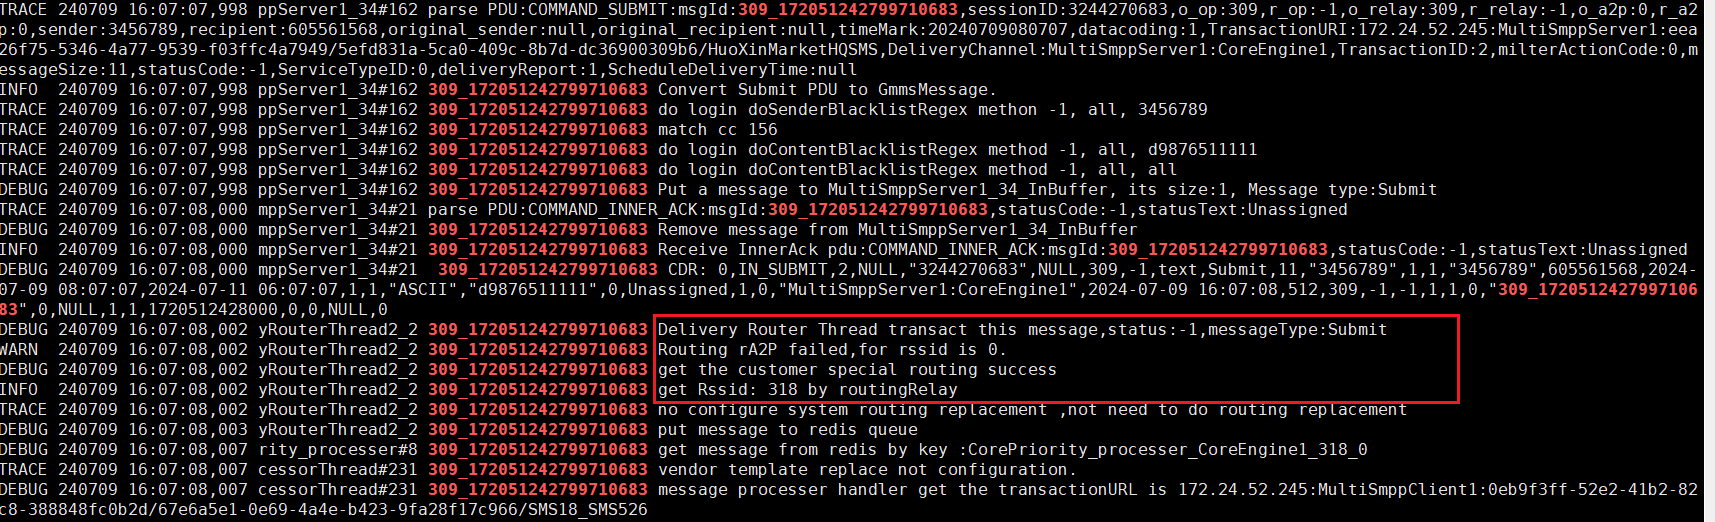 TRACE 240709 16:07:07,998 ppServer1_34#162 parse PDU:COMMAND_SUBMIT:msgId:309_172051242799710683,sessionID:3244270683,o_op:309,r_op:-1,o_relay:309,r_relay:-1,o_a2p:0,r_a2
p:0,sender:3456789,recipient:605561568,original_sender:null,original_recipient:null,timeMark:20240709080707,datacoding:1,TransactionURI:172.24.52.245:MultiSmppServer1:eea
26f75-5346-4a77-9539-f03ffc4a7949/5efd831a-5ca0-409c-8b7d-dc36900309b6/HuoXinMarketHQSMS,DeliveryChannel:MultiSmppServer1:CoreEngine1,TransactionID:2,milterActionCode:0,m
essageSize:11,statusCode:-1,ServiceTypeID:0,deliveryReport:1,ScheduleDeliveryTime:null
INFO  240709 16:07:07,998 ppServer1_34#162 309_172051242799710683 Convert Submit PDU to GmmsMessage.
TRACE 240709 16:07:07,998 ppServer1_34#162 309_172051242799710683 do login doSenderBlacklistRegex methon -1, all, 3456789
TRACE 240709 16:07:07,998 ppServer1_34#162 309_172051242799710683 match cc 156
TRACE 240709 16:07:07,998 ppServer1_34#162 309_172051242799710683 do login doContentBlacklistRegex method -1, all, d9876511111
TRACE 240709 16:07:07,998 ppServer1_34#162 309_172051242799710683 do login doContentBlacklistRegex method -1, all, all
DEBUG 240709 16:07:07,998 ppServer1_34#162 309_172051242799710683 Put a message to MultiSmppServer1_34_InBuffer, its size:1, Message type:Submit
TRACE 240709 16:07:08,000 mppServer1_34#21 parse PDU:COMMAND_INNER_ACK:msgId:309_172051242799710683,statusCode:-1,statusText:Unassigned
DEBUG 240709 16:07:08,000 mppServer1_34#21 309_172051242799710683 Remove message from MultiSmppServer1_34_InBuffer
INFO  240709 16:07:08,000 mppServer1_34#21 309_172051242799710683 Receive InnerAck pdu:COMMAND_INNER_ACK:msgId:309_172051242799710683,statusCode:-1,statusText:Unassigned
DEBUG 240709 16:07:08,000 mppServer1_34#21  309_172051242799710683 CDR: 0,IN_SUBMIT,2,NULL,"3244270683",NULL,309,-1,text,Submit,11,"3456789",1,1,"3456789",605561568,2024-
07-09 08:07:07,2024-07-11 06:07:07,1,1,"ASCII","d9876511111",0,Unassigned,1,0,"MultiSmppServer1:CoreEngine1",2024-07-09 16:07:08,512,309,-1,-1,1,1,0,"309_1720512427997106
83",0,NULL,1,1,1720512428000,0,0,NULL,0
DEBUG 240709 16:07:08,002 yRouterThread2_2 309_172051242799710683 Delivery Router Thread transact this message,status:-1,messageType:Submit
WARN  240709 16:07:08,002 yRouterThread2_2 309_172051242799710683 Routing rA2P failed,for rssid is 0.
DEBUG 240709 16:07:08,002 yRouterThread2_2 309_172051242799710683 get the customer special routing success
INFO  240709 16:07:08,002 yRouterThread2_2 309_172051242799710683 get Rssid: 318 by routingRelay
TRACE 240709 16:07:08,002 yRouterThread2_2 309_172051242799710683 no configure system routing replacement ,not need to do routing replacement
DEBUG 240709 16:07:08,003 yRouterThread2_2 309_172051242799710683 put message to redis queue
DEBUG 240709 16:07:08,007 rity_processer#8 309_172051242799710683 get message from redis by key :CorePriority_processer_CoreEngine1_318_0
TRACE 240709 16:07:08,007 cessorThread#231 309_172051242799710683 vendor template replace not configuration.
DEBUG 240709 16:07:08,007 cessorThread#231 309_172051242799710683 message processer handler get the transactionURL is 172.24.52.245:MultiSmppClient1:0eb9f3ff-52e2-41b2-82
c8-388848fc0b2d/67e6a5e1-0e69-4a4e-b423-9fa28f17c966/SMS18_SMS526